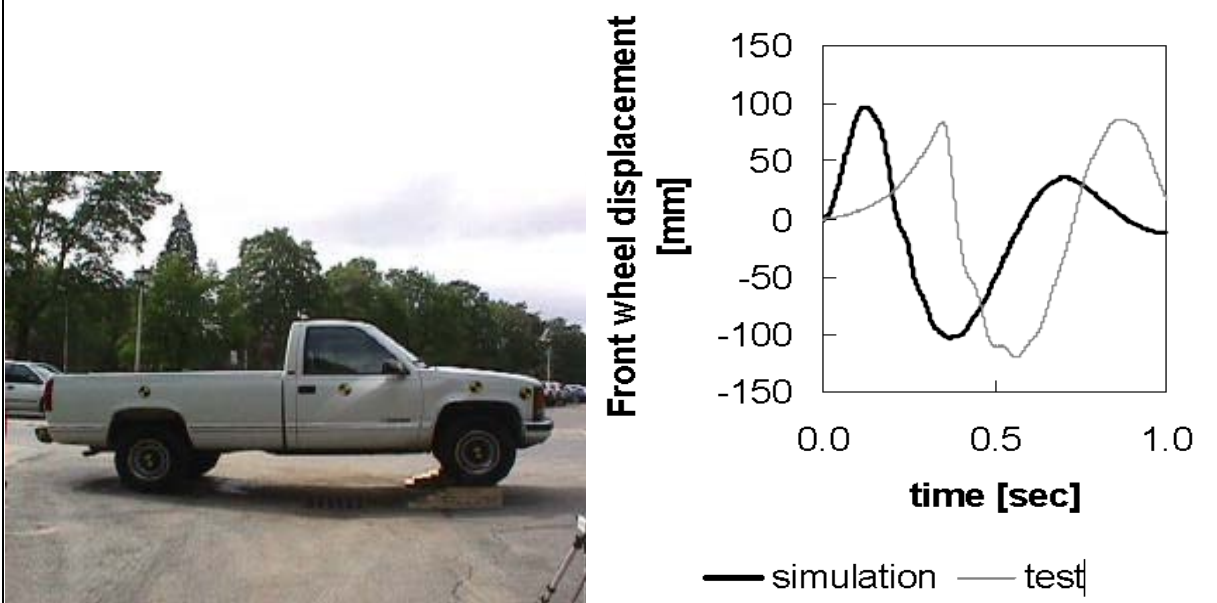 Front wheel displacement
[mm]
150
100
50
0
-50
-100
-150
0.0 0.5 1.0
time [sec]
simulation test